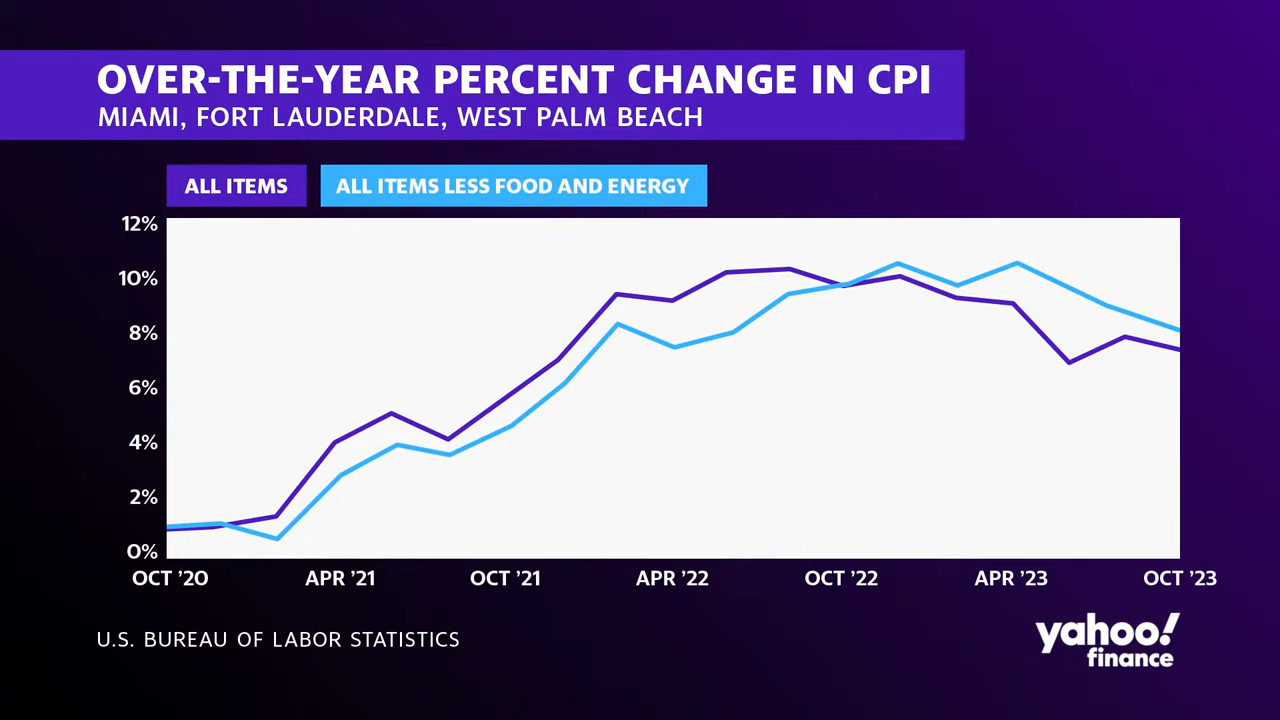 OVER-THE-YEAR PERCENT CHANGE IN CPI
MIAMI, FORT LAUDERDALE, WEST PALM BEACH
ALL ITEMS
ALL ITEMS LESS FOOD AND ENERGY
12%
10%
8%
6%
4%
2%
0%
OCT ’20
APR ’21
OCT ’21
APR ’22
OCT ’22
APR ’23
OCT ’23
U.S. BUREAU OF LABOR STATISTICS
yahoo!
finance